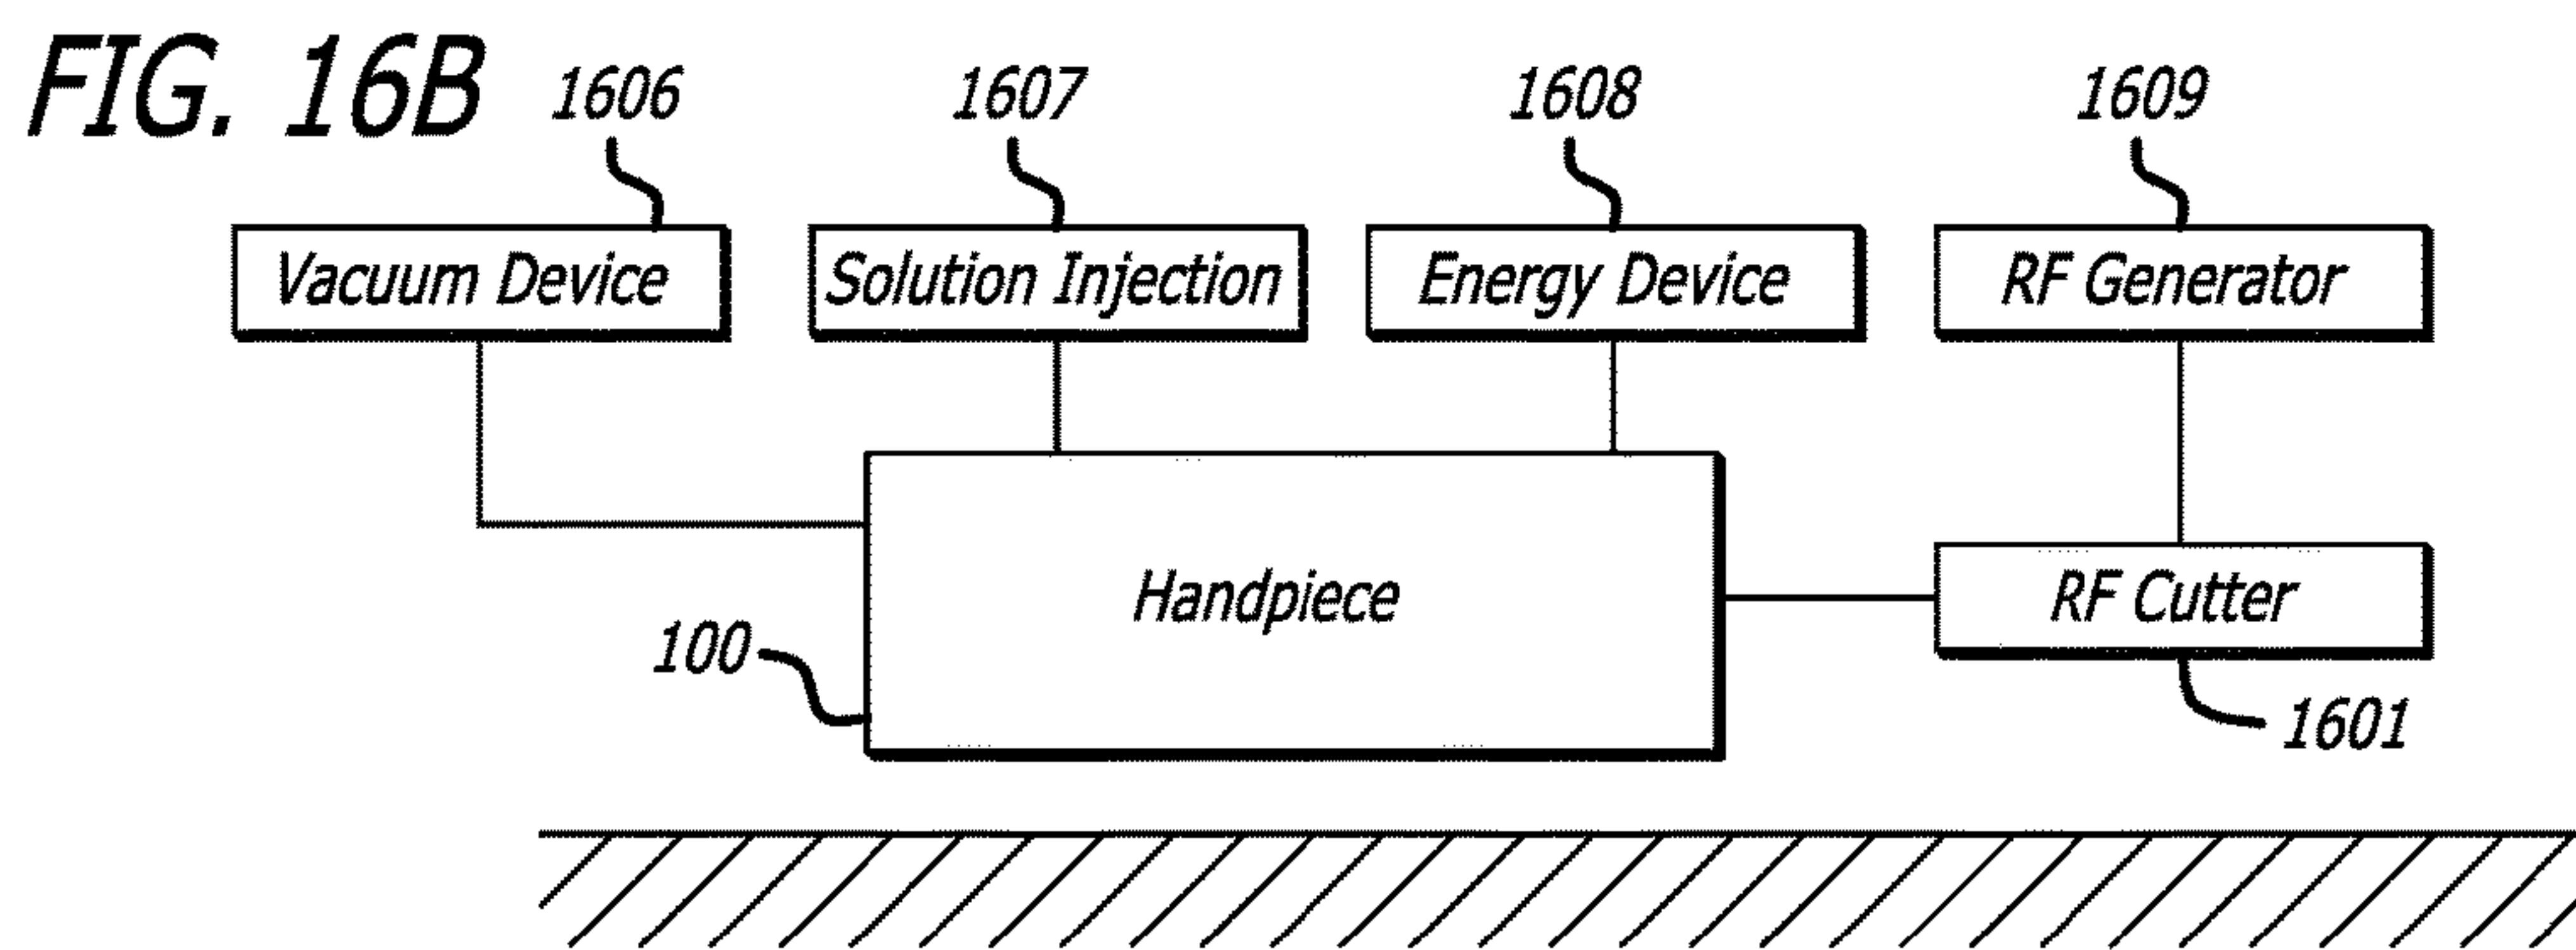 FIG. 16B
1606
1607
1608
1609
Vacuum Device
Solution Injection
Energy Device
RF Generator
Handpiece
RF Cutter
100
1601